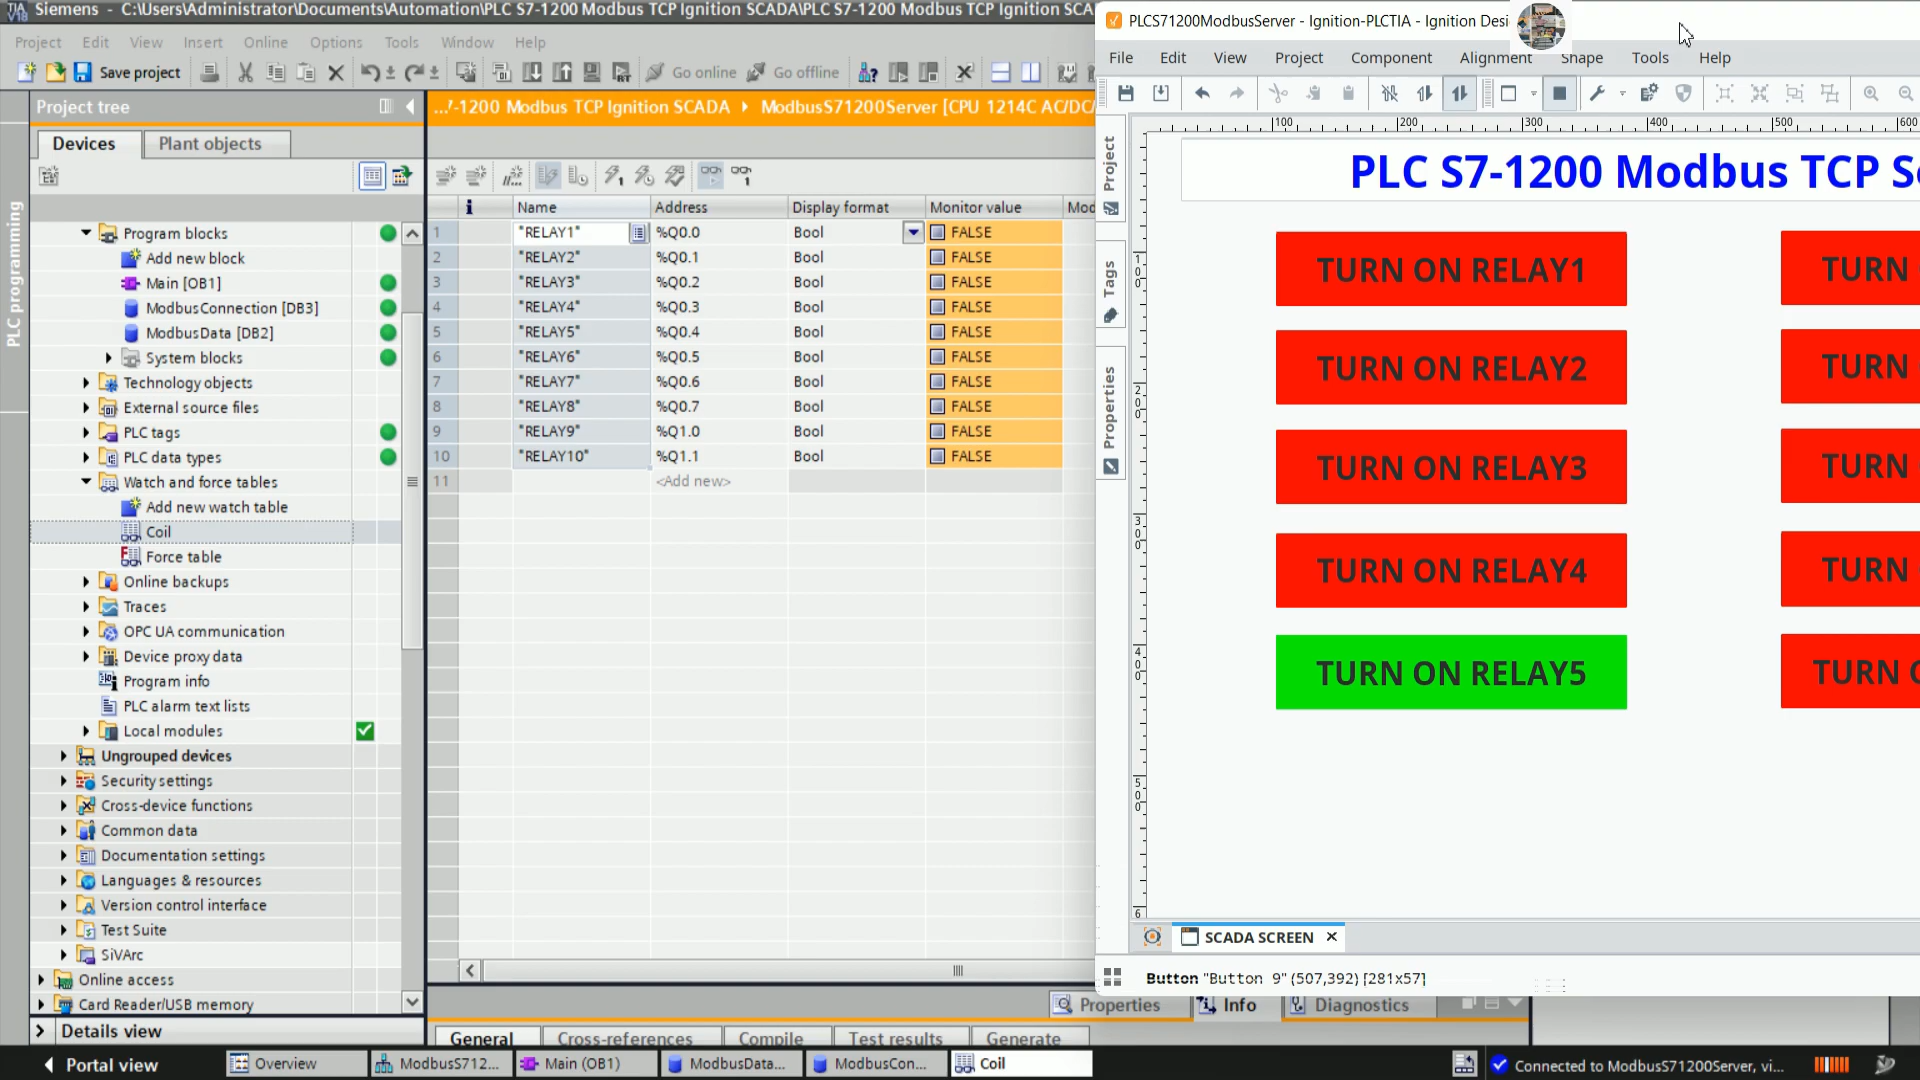 Siemens - C:\Users\Administrator\Documents\Automation\PLC S7-1200 Modbus TCP Ignition SCADA\PLC S7-1200 Modbus TCP Ignition SCA
Project Edit View Insert Online Options Tools Window Help
Save project
Go online
Go offline
Project tree
Devices
Plant objects
PLC programming
Program blocks
Add new block
Main [OB1]
ModbusConnection [DB3]
ModbusData [DB2]
System blocks
Technology objects
External source files
PLC tags
PLC data types
Watch and force tables
Add new watch table
Coil
Force table
Online backups
Traces
OPC UA communication
Device proxy data
Program info
PLC alarm text lists
Local modules
Ungrouped devices
Security settings
Cross-device functions
Common data
Documentation settings
Languages & resources
Version control interface
Test Suite
SiVArc
Online access
Card Reader/USB memory
Details view
...'-1200 Modbus TCP Ignition SCADA ModbusS71200Server [CPU 1214C AC/DC/
i Name Address Display format Monitor value Mod
1 "RELAY1" %Q0.0 Bool FALSE
2 "RELAY2" %Q0.1 Bool FALSE
3 "RELAY3" %Q0.2 Bool FALSE
4 "RELAY4" %Q0.3 Bool FALSE
5 "RELAY5" %Q0.4 Bool FALSE
6 "RELAY6" %Q0.5 Bool FALSE
7 "RELAY7" %Q0.6 Bool FALSE
8 "RELAY8" %Q0.7 Bool FALSE
9 "RELAY9" %Q1.0 Bool FALSE
10 "RELAY10" %Q1.1 Bool FALSE
11 <Add new>
Properties Info Diagnostics
General Cross-references Compile Test results Generate
Portal view Overview ModbusS712... Main (OB1) ModbusData... ModbusCon... Coil
Connected to ModbusS71200Server, vi...
PLCS71200ModbusServer - Ignition-PLCTIA - Ignition Desi
File Edit View Project Component Alignment Shape Tools Help
100 200 300 400 500 600
100
200
300
400
500
6
Project
Tags
Properties
PLC S7-1200 Modbus TCP Se
TURN ON RELAY1 TURN
TURN ON RELAY2 TURN
TURN ON RELAY3 TURN
TURN ON RELAY4 TURN
TURN ON RELAY5 TURN O
SCADA SCREEN
Button "Button 9" (507,392) [281x57]